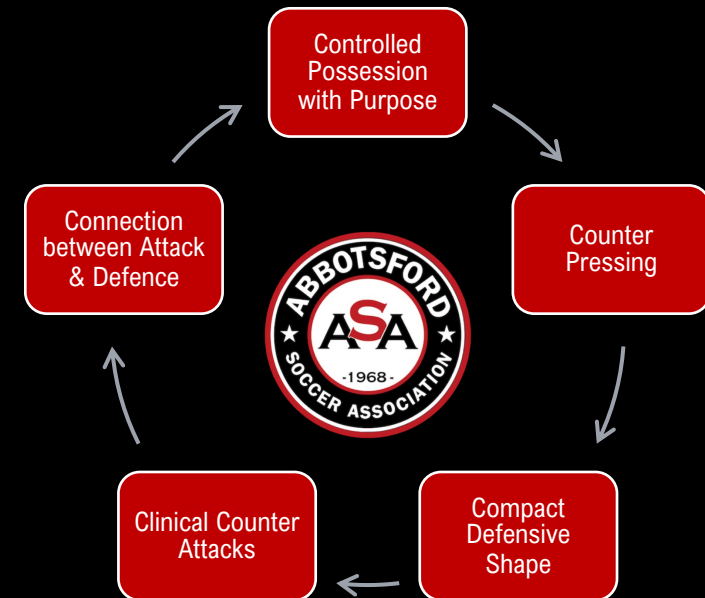 Controlled
Possession
with Purpose
Connection
between Attack
& Defence
Counter
Pressing
ABBOTSFORD
ASA
-1968-
SOCCER ASSOCIATION
Clinical Counter
Attacks
Compact
Defensive
Shape